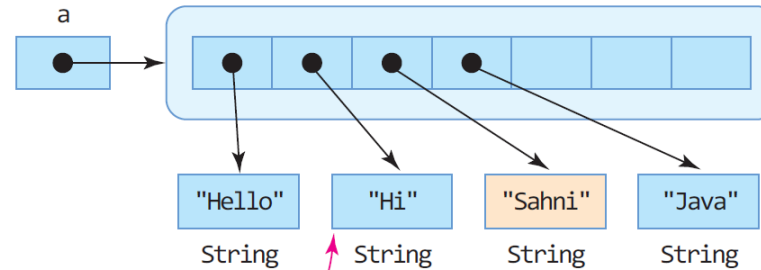 a
"Hello" "Hi" "Sahni" "Java"
String String String String